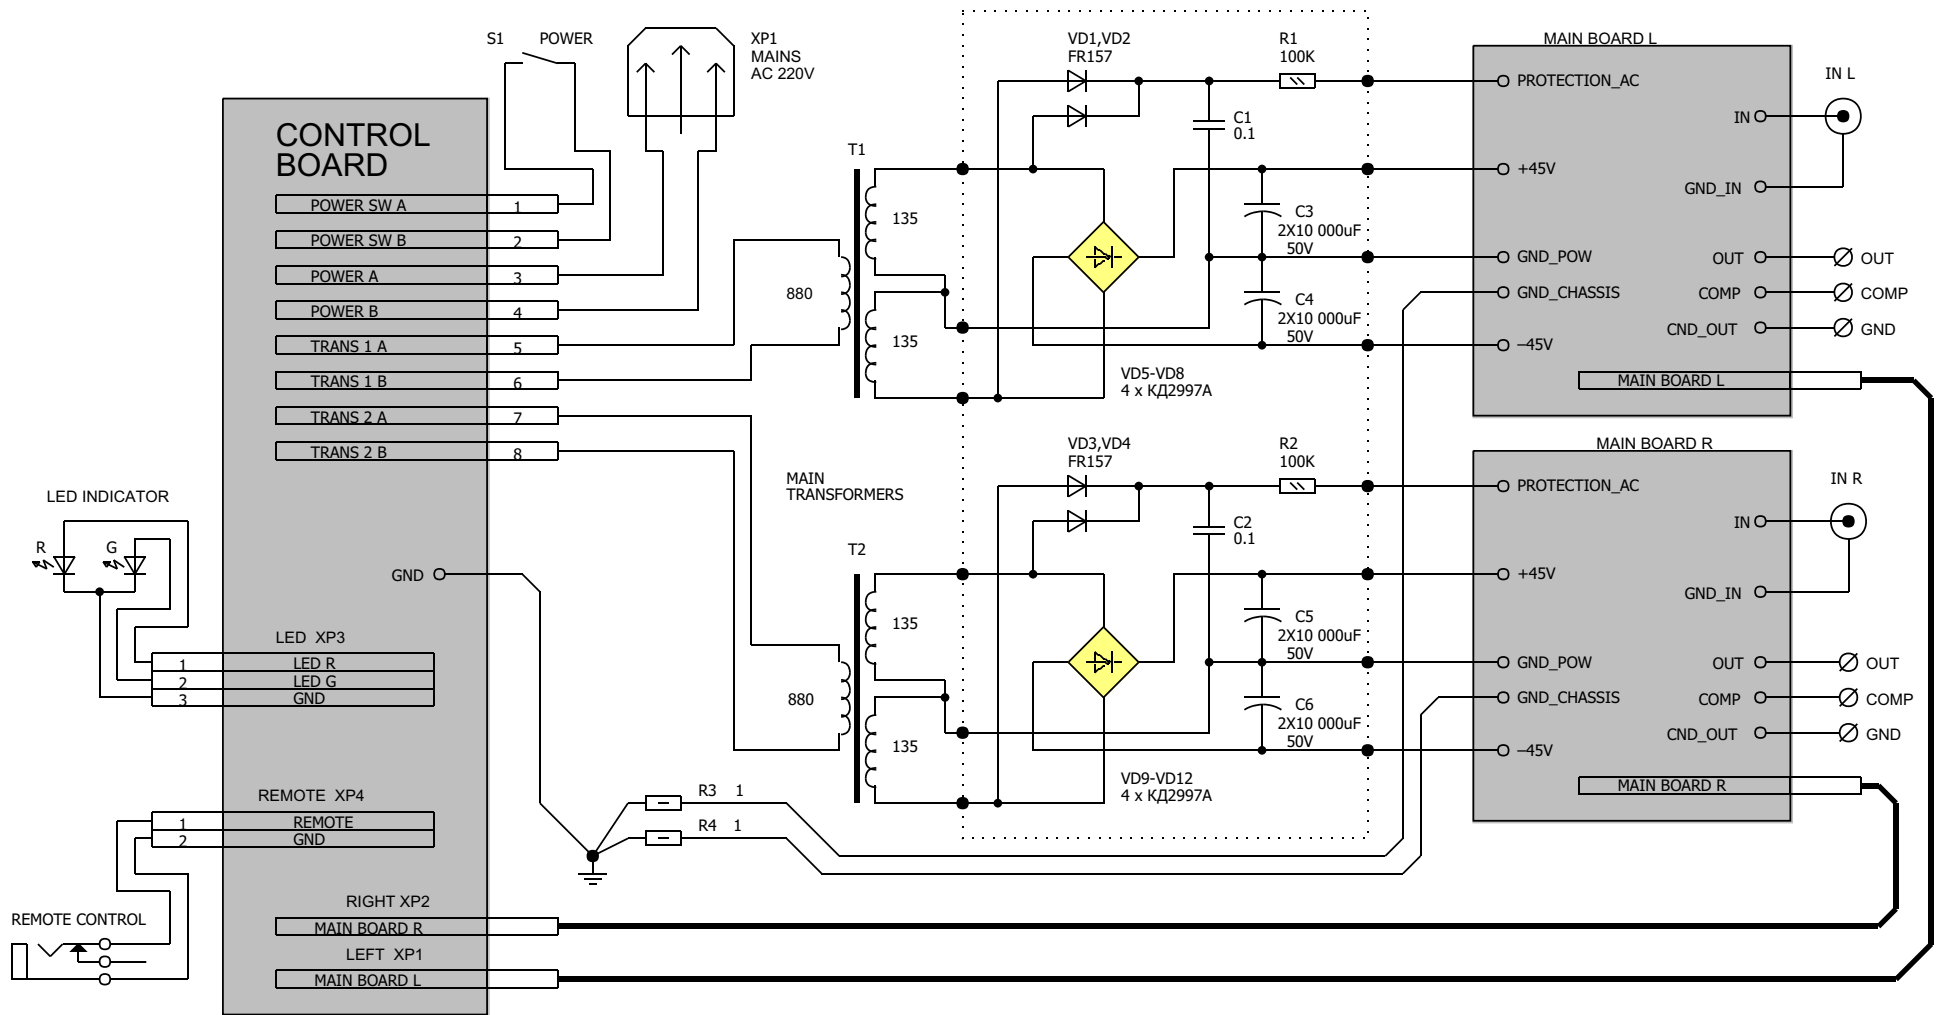 S1 POWER
XP1
MAINS
AC 220V
CONTROL
BOARD
POWER SW A 1
POWER SW B 2
POWER A 3
POWER B 4
TRANS 1 A 5
TRANS 1 B 6
TRANS 2 A 7
TRANS 2 B 8
LED INDICATOR
R G
GND
LED XP3
1 LED R
2 LED G
3 GND
REMOTE XP4
1 REMOTE
2 GND
REMOTE CONTROL
RIGHT XP2
MAIN BOARD R
LEFT XP1
MAIN BOARD L
T1
880
135
135
MAIN
TRANSFORMERS
T2
880
135
135
R3 1
R4 1
VD1,VD2
FR157
R1
100K
C1
0.1
C3
2X10 000uF
50V
C4
2X10 000uF
50V
VD5-VD8
4 x КД2997А
VD3,VD4
FR157
R2
100K
C2
0.1
C5
2X10 000uF
50V
C6
2X10 000uF
50V
VD9-VD12
4 x КД2997А
MAIN BOARD L
PROTECTION_AC
+45V
GND_POW
GND_CHASSIS
–45V
IN
GND_IN
OUT
COMP
CND_OUT
MAIN BOARD L
IN L
OUT
COMP
GND
MAIN BOARD R
PROTECTION_AC
+45V
GND_POW
GND_CHASSIS
–45V
IN
GND_IN
OUT
COMP
CND_OUT
MAIN BOARD R
IN R
OUT
COMP
GND